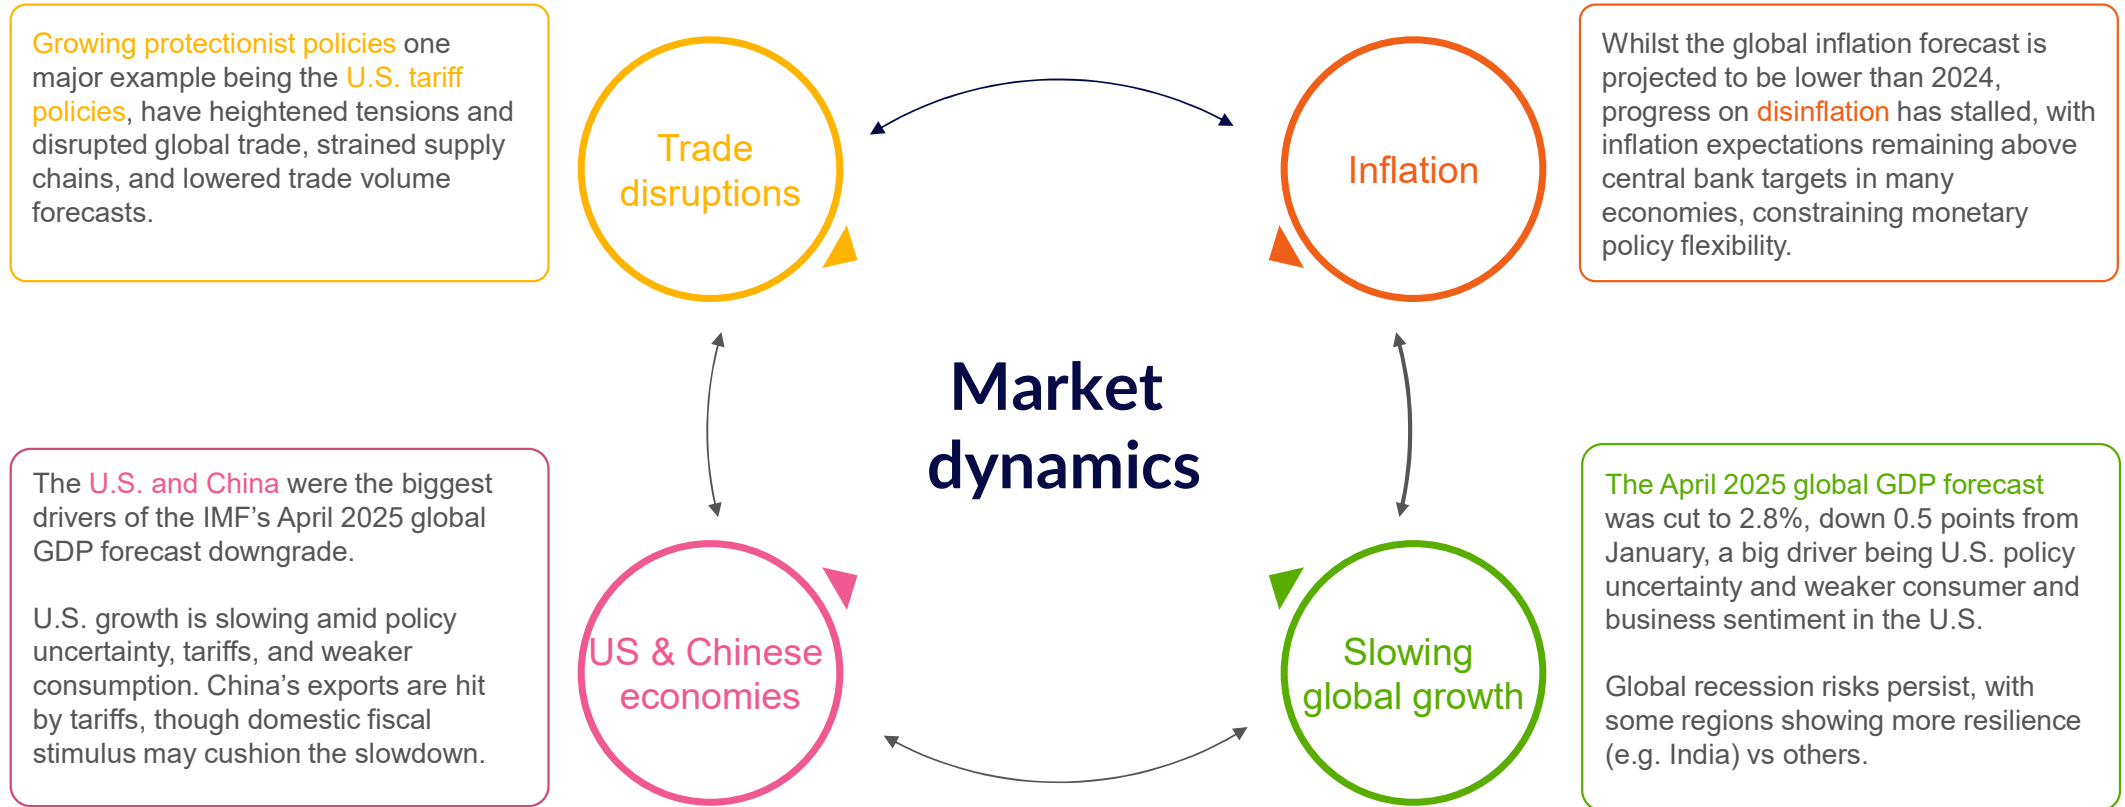 Growing protectionist policies one
major example being the U.S. tariff
policies, have heightened tensions and
disrupted global trade, strained supply
chains, and lowered trade volume
forecasts.
Trade
disruptions
Inflation
Whilst the global inflation forecast is
projected to be lower than 2024,
progress on disinflation has stalled, with
inflation expectations remaining above
central bank targets in many
economies, constraining monetary
policy flexibility.
Market
dynamics
The U.S. and China were the biggest
drivers of the IMF’s April 2025 global
GDP forecast downgrade.
U.S. growth is slowing amid policy
uncertainty, tariffs, and weaker
consumption. China’s exports are hit
by tariffs, though domestic fiscal
stimulus may cushion the slowdown.
US & Chinese
economies
Slowing
global growth
The April 2025 global GDP forecast
was cut to 2.8%, down 0.5 points from
January, a big driver being U.S. policy
uncertainty and weaker consumer and
business sentiment in the U.S.
Global recession risks persist, with
some regions showing more resilience
(e.g. India) vs others.